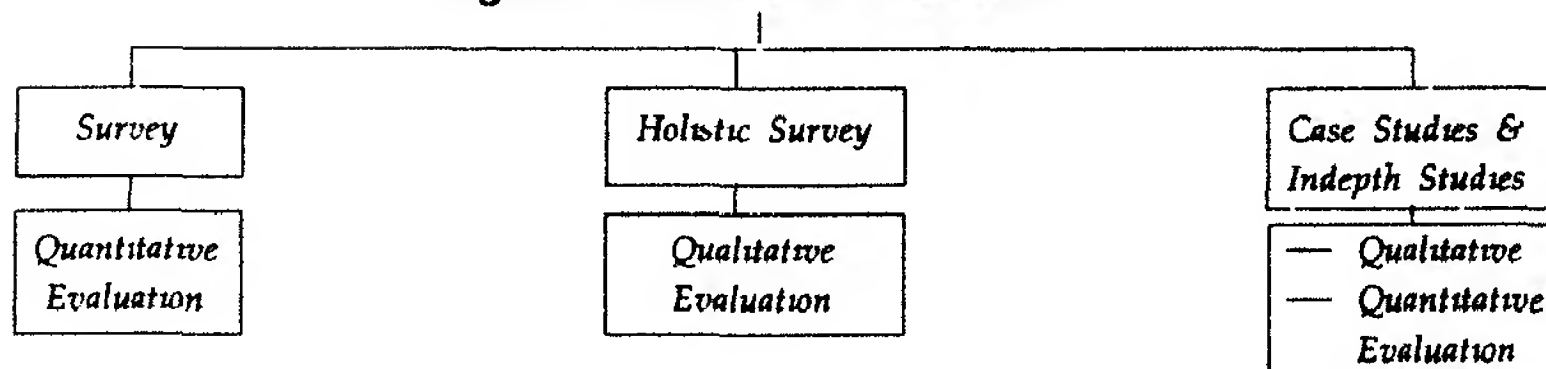 Survey
Quantitative
Evaluation
Holistic Survey
Qualitative
Evaluation
Case Studies &
Indepth Studies
— Qualitative
— Quantitative
Evaluation